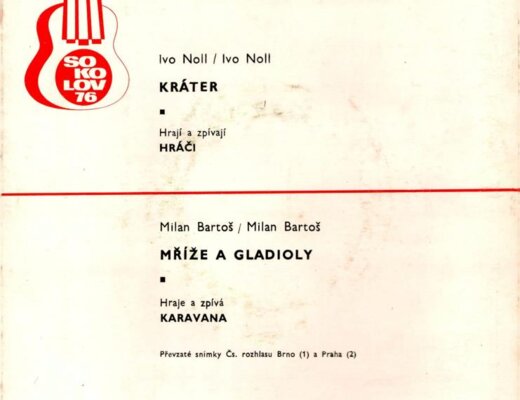 SO
KO
LOV
76
Ivo Noll / Ivo Noll
KRÁTER
Hrají a zpívají
HRÁČI
Milan Bartoš / Milan Bartoš
MŘÍŽE A GLADIOLY
Hraje a zpívá
KARAVANA
Převzaté snímky Čs. rozhlasu Brno (1) a Praha (2)